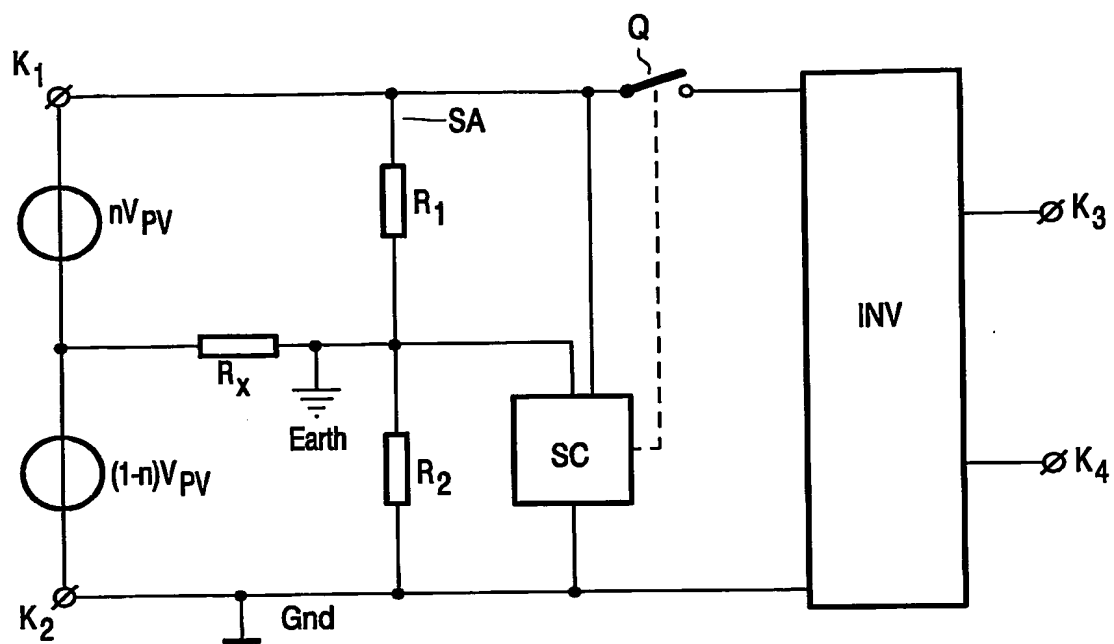 Q
K1
SA
R1
nVPV
K3
INV
Rx
Earth
SC
(1-n)VPV
R2
K4
K2
Gnd